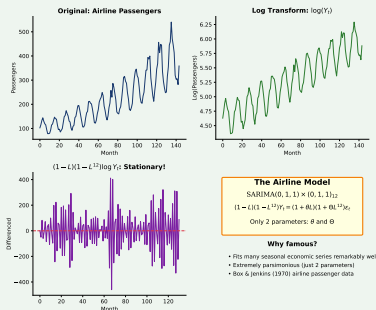 Original: Airline Passengers
500
400
300
200
100
Passengers
0 20 40 60 80 100 120 140
Month
Log Transform: log(Yₜ)
6.25
6.00
5.75
5.50
5.25
5.00
4.75
4.50
Log(Passengers)
0 20 40 60 80 100 120 140
Month
(1 − L)(1 − L¹²)log Yₜ: Stationary!
400
200
0
−200
−400
Differenced
0 20 40 60 80 100 120
Month
The Airline Model
SARIMA(0, 1, 1) × (0, 1, 1)₁₂
(1 − L)(1 − L¹²)Yₜ = (1 + θL)(1 + ΘL¹²)εₜ
Only 2 parameters: θ and Θ
Why famous?
• Fits many seasonal economic series remarkably wel
• Extremely parsimonious (just 2 parameters)
• Box & Jenkins (1970) airline passenger data